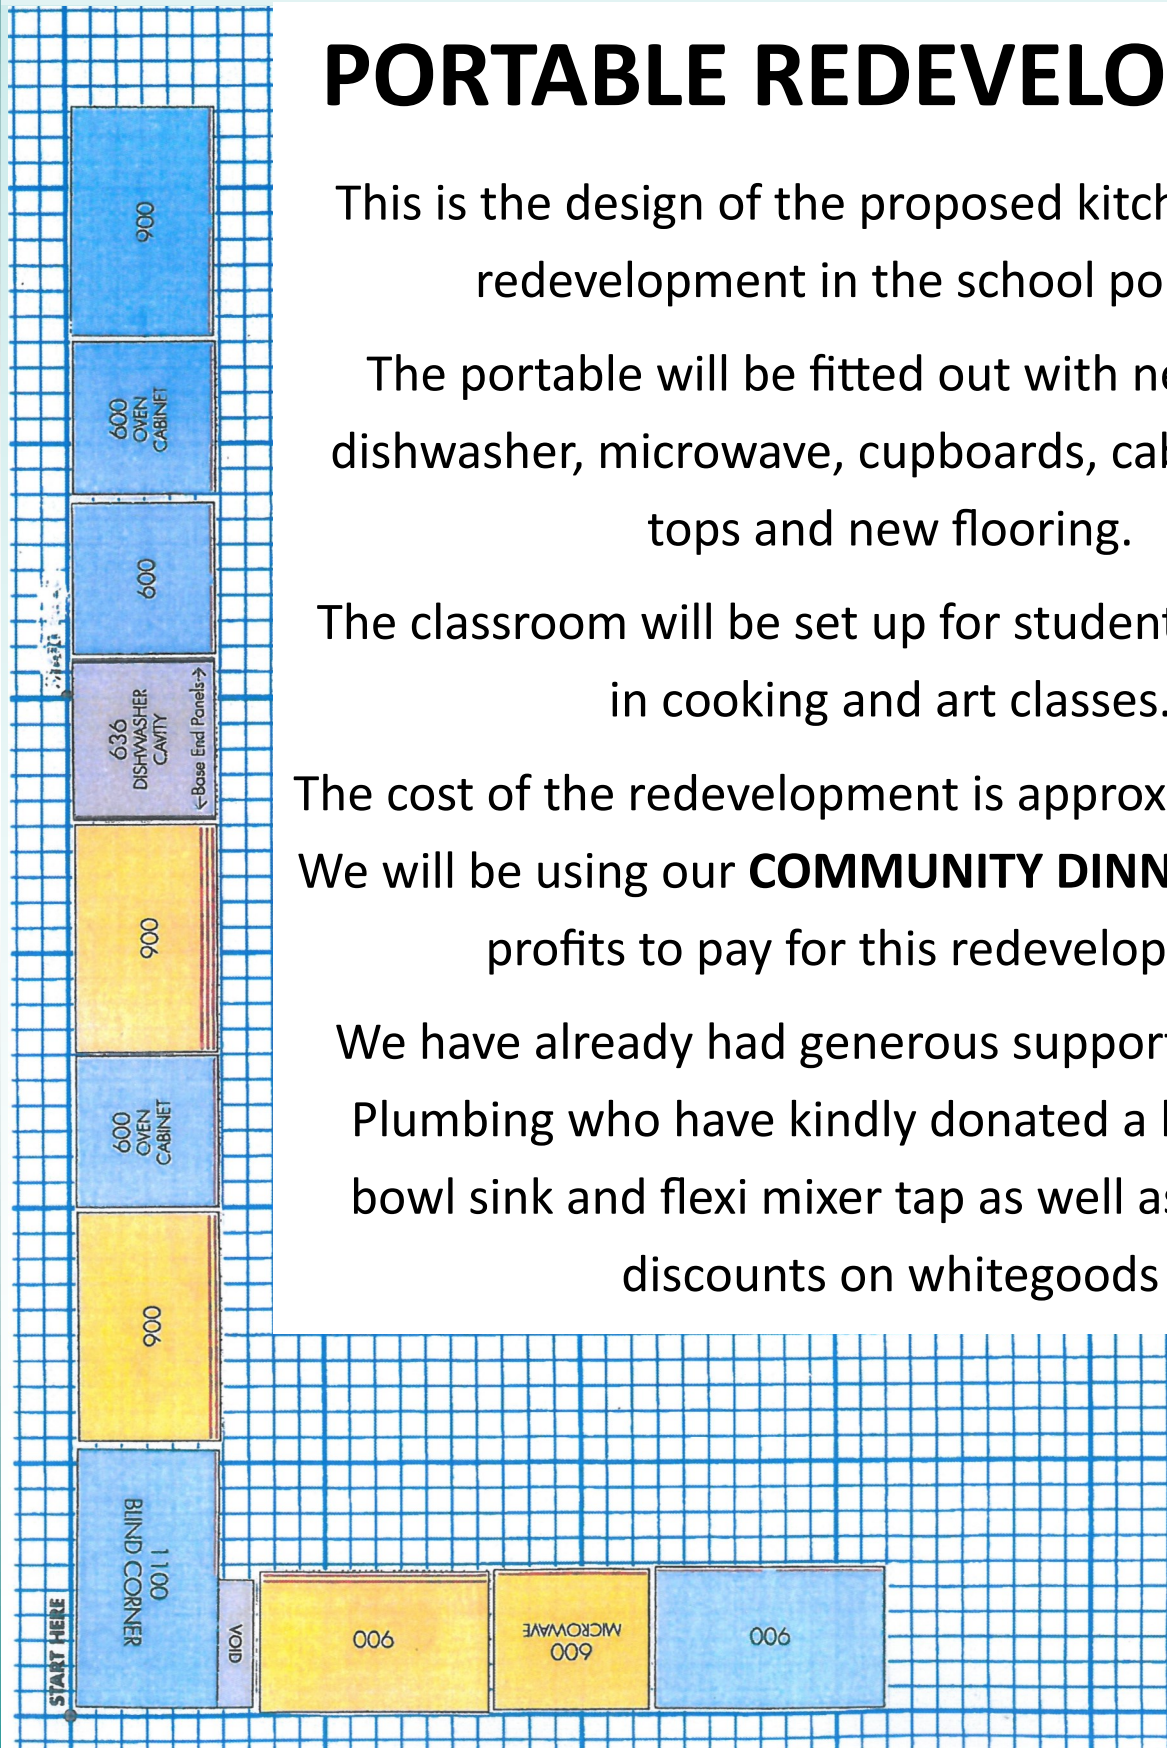 PORTABLE REDEVELO
This is the design of the proposed kitch
redevelopment in the school po
The portable will be fitted out with ne
dishwasher, microwave, cupboards, cab
tops and new flooring.
The classroom will be set up for student
in cooking and art classes.
The cost of the redevelopment is approx
We will be using our COMMUNITY DINN
profits to pay for this redevelop
We have already had generous support
Plumbing who have kindly donated a
bowl sink and flexi mixer tap as well as
discounts on whitegoods
900
600
OVEN
CABINET
600
636
DISHWASHER
CAVITY
←Base End Panels→
900
600
OVEN
CABINET
900
1100
BLIND CORNER
VOID
START HERE
900
600
MICROWAVE
900